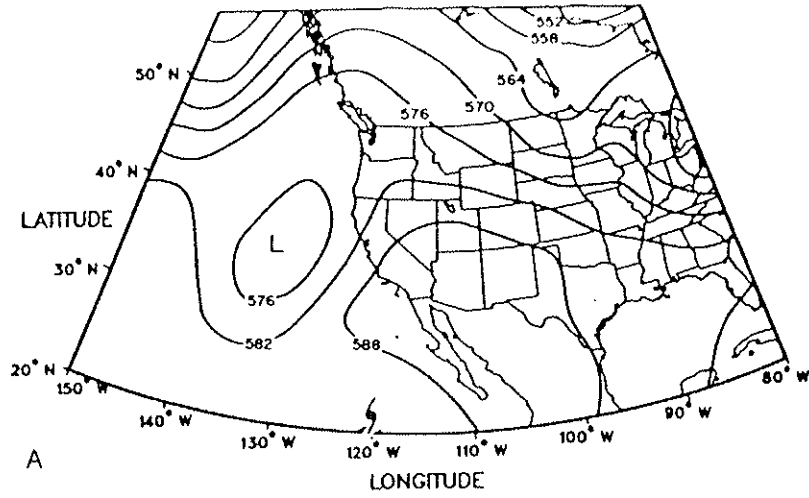 552
558
50° N
564
570
576
40° N
LATITUDE
L
30° N
576
582
588
20° N
150° W
80° W
140° W
90° W
130° W
100° W
120° W
110° W
A
LONGITUDE